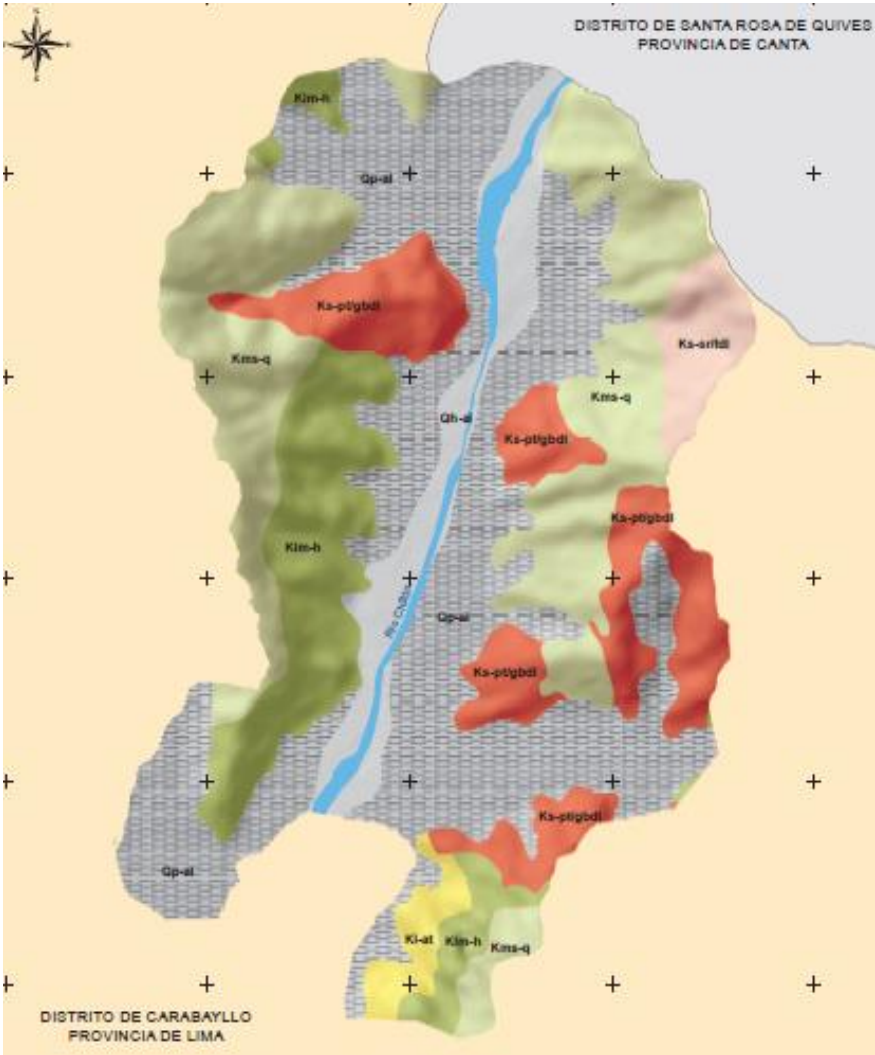 DISTRITO DE SANTA ROSA DE QUIVES
PROVINCIA DE CANTA
Kim-h
Qp-al
Ks-pt/gbdi
Ks-sr/tdi
Kms-q
Kms-q
Qh-al
Ks-pt/gbdi
Ks-pt/gbdi
Kim-h
Río Chillón
Qp-al
Ks-pt/gbdi
Ks-pt/gbdi
Qp-al
Ki-at
Kim-h
Kms-q
DISTRITO DE CARABAYLLO
PROVINCIA DE LIMA